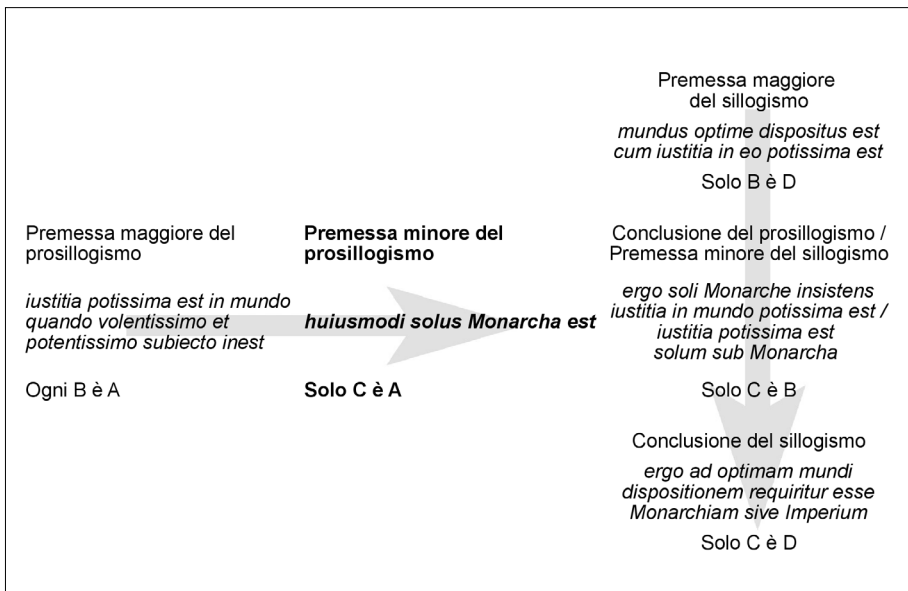 Premessa maggiore
del sillogismo
mundus optime dispositus est
cum iustitia in eo potissima est
Solo B è D
Premessa maggiore del
prosillogismo
iustitia potissima est in mundo
quando volentissimo et
potentissimo subiecto inest
Ogni B è A
Premessa minore del
prosillogismo
huiusmodi solus Monarcha est
Solo C è A
Conclusione del prosillogismo /
Premessa minore del sillogismo
ergo soli Monarche insistens
iustitia in mundo potissima est /
iustitia potissima est
solum sub Monarcha
Solo C è B
Conclusione del sillogismo
ergo ad optimam mundi
dispositionem requiritur esse
Monarchiam sive Imperium
Solo C è D